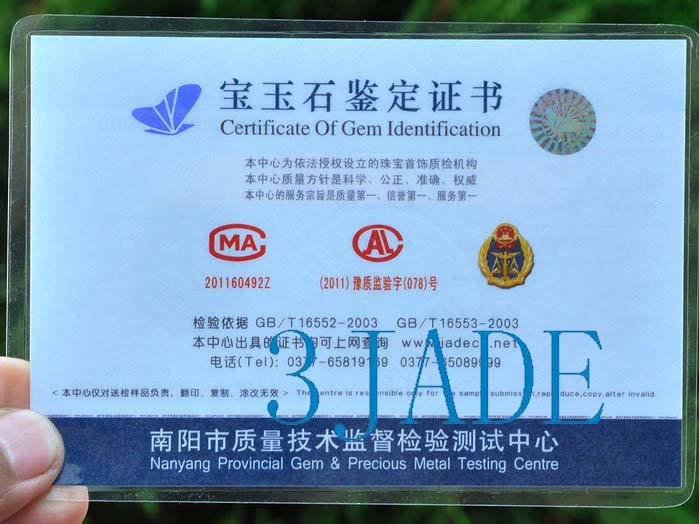 宝玉石鉴定证书
Certificate Of Gem Identification
本中心为依法授权设立的珠宝首饰质检机构
本中心质量方针是科学、公正、准确、权威
本中心的服务宗旨是质量第一、信誉第一、服务第一
MA
AL
201160492Z
(2011)豫质监验字(078)号
检验依据 GB/T16552-2003 GB/T16553-2003
本中心出具的证书均可上网查询
电话(Tel): 0377-65819169 0377-65089999
3JADE
<本中心仅对送检样品负责,翻印、复制、涂改无效> The centre is responsible only for the sample submission,reproduce,copy,alter invalid.
南阳市质量技术监督检验测试中心
Nanyang Provincial Gem & Precious Metal Testing Centre